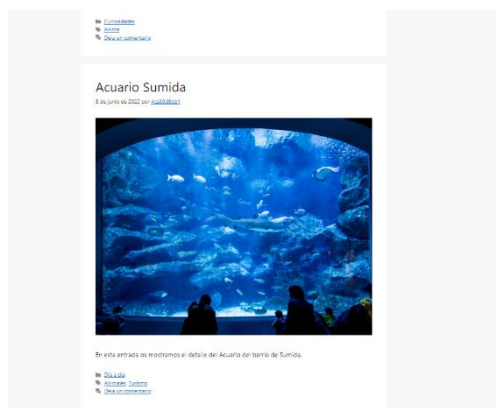 Curiosidades
Anime
Deja un comentario
Acuario Sumida
8 de junio de 2022 por
En esta entrada os mostramos el detalle del Acuario del barrio de Sumida.
Día a día
Animales, Turismo
Deja un comentario